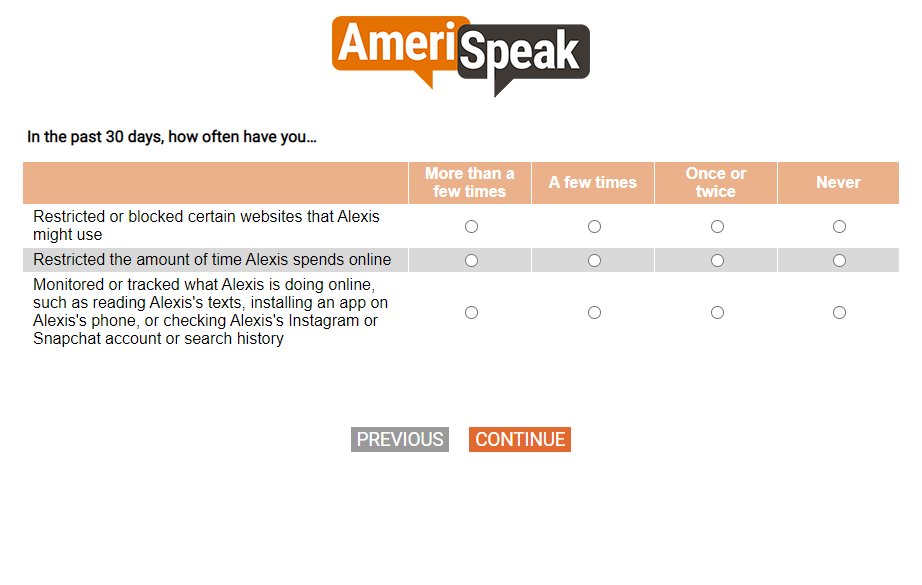 Ameri
Speak
In the past 30 days, how often have you...
More than a few times
A few times
Once or twice
Never
Restricted or blocked certain websites that Alexis
might use
Restricted the amount of time Alexis spends online
Monitored or tracked what Alexis is doing online,
such as reading Alexis's texts, installing an app on
Alexis's phone, or checking Alexis's Instagram or
Snapchat account or search history
PREVIOUS
CONTINUE